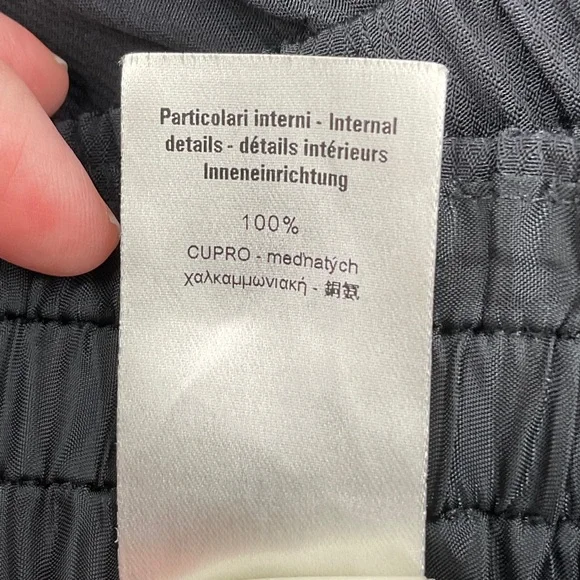 Particolari interni - Internal
details - détails intérieurs
Inneneinrichtung
100%
CUPRO - meďnatých
χαλκαμμωνιακή - 銅氨